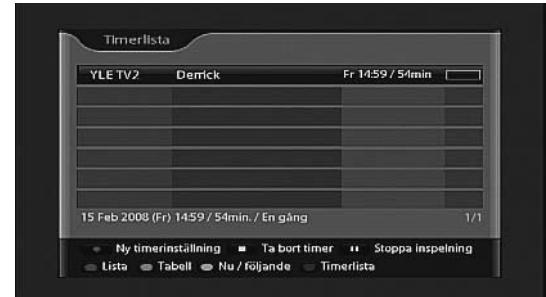 Timerlista
YLE TV2 Derrick Fr 14:59 / 54min
15 Feb 2008 (Fr) 14:59 / 54min. / En gång 1/1
Ny timerinställning Ta bort timer Stoppa inspelning
Lista Tabell Nu / följande Timerlista